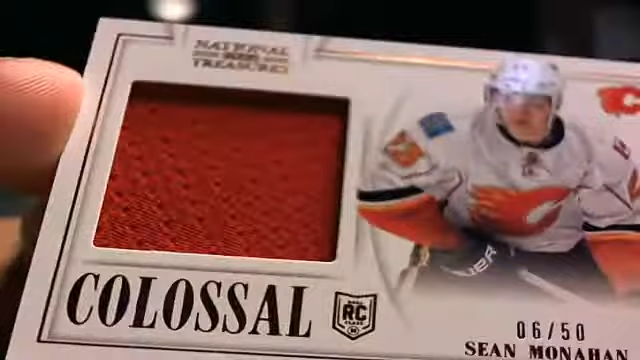 NATIONAL
TREASURES
COLOSSAL
RC
06/50
SEAN MONAHAN